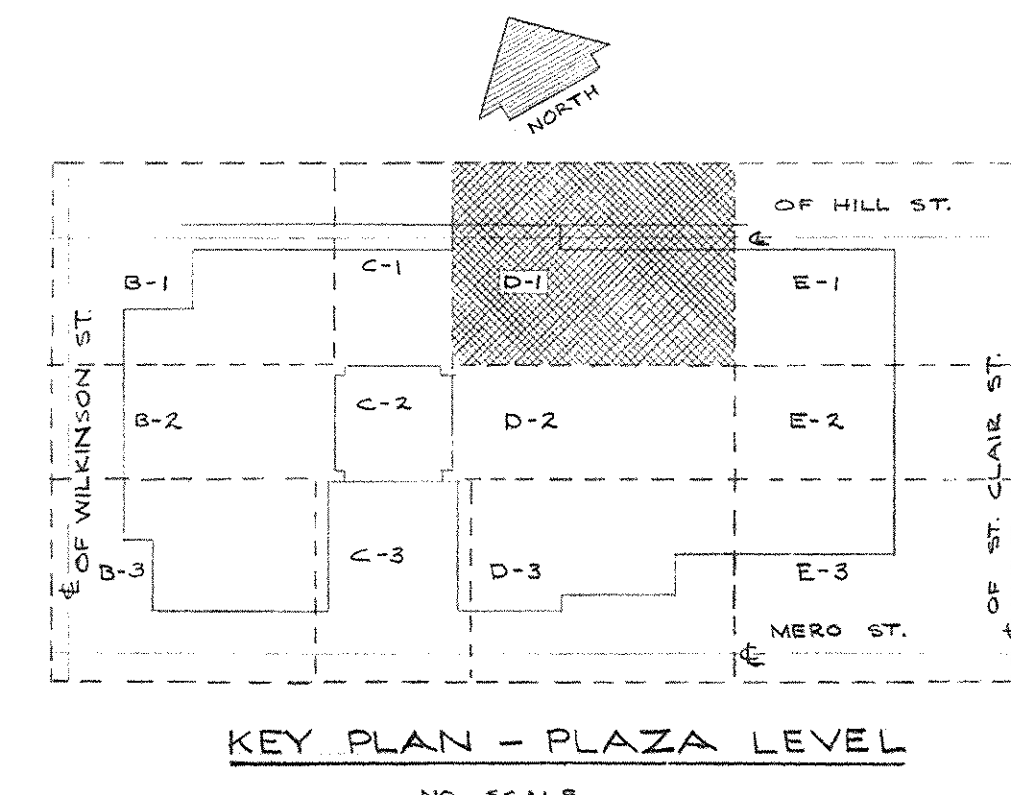 NORTH
OF HILL ST.
℄
B-1
C-1
D-1
E-1
℄ OF WILKINSON ST.
B-2
C-2
D-2
E-2
℄ OF ST. CLAIR ST.
B-3
C-3
D-3
E-3
MERO ST.
℄
KEY PLAN - PLAZA LEVEL
NO SCALE